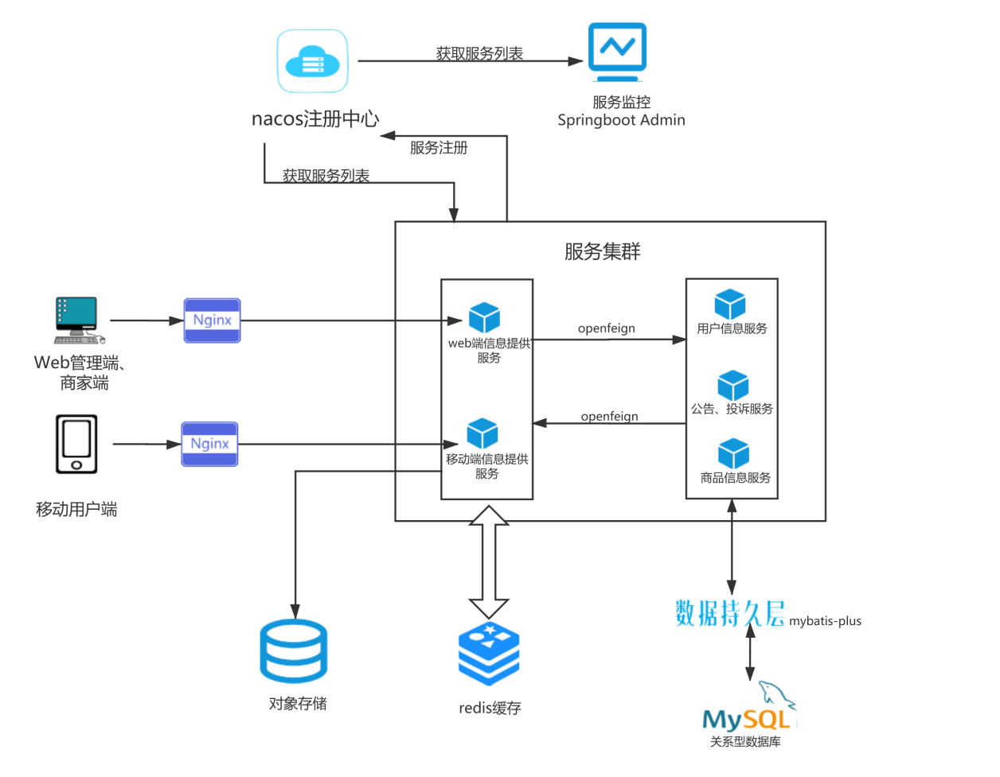 获取服务列表
服务监控
Springboot Admin
nacos注册中心
服务注册
获取服务列表
服务集群
Nginx
web端信息提供
服务
openfeign
用户信息服务
Web管理端、
商家端
公告、投诉服务
openfeign
Nginx
移动端信息提供
服务
商品信息服务
移动用户端
数据持久层 mybatis-plus
对象存储
redis缓存
MySQL
关系型数据库